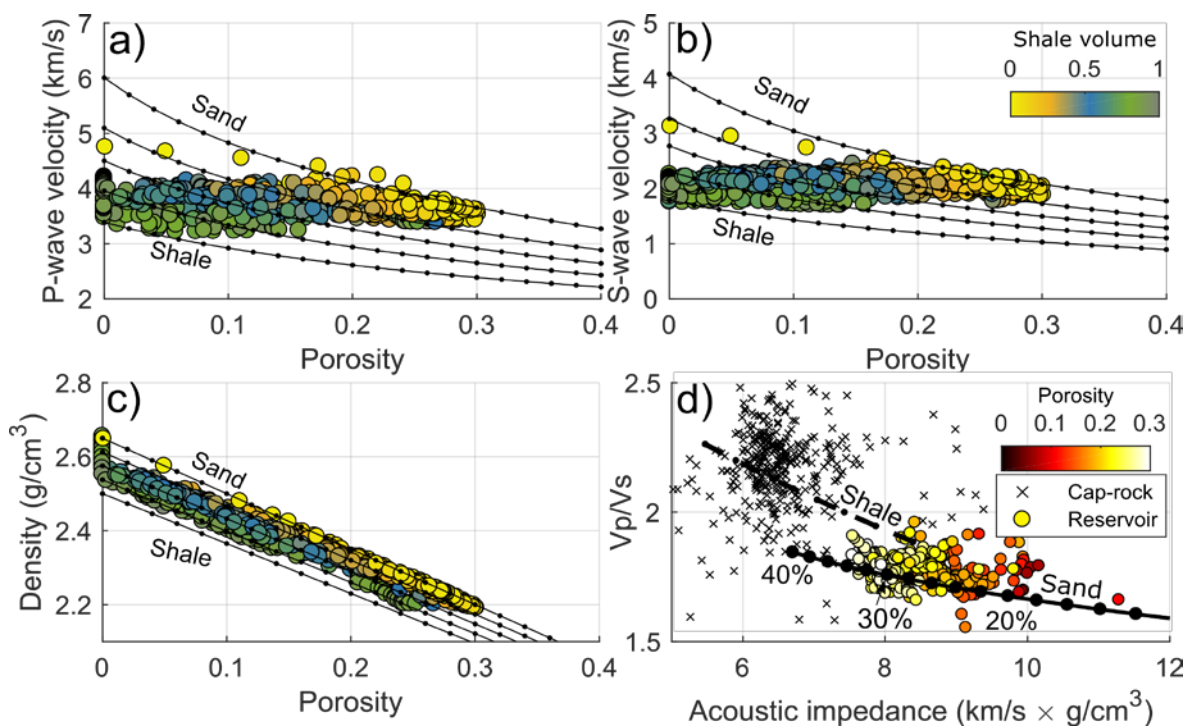 a)
P-wave velocity (km/s)
7
6
5
4
3
2
Sand
Shale
0
0.1
0.2
0.3
0.4
Porosity
b)
S-wave velocity (km/s)
5
4
3
2
1
0
Sand
Shale
Shale volume
0
0.5
1
0
0.1
0.2
0.3
0.4
Porosity
c)
Density (g/cm³)
2.8
2.6
2.4
2.2
Sand
Shale
0
0.1
0.2
0.3
0.4
Porosity
d)
Vp/Vs
2.5
2
1.5
Porosity
0
0.1
0.2
0.3
Cap-rock
Reservoir
Shale
Sand
40%
30%
20%
6
8
10
12
Acoustic impedance (km/s × g/cm³)